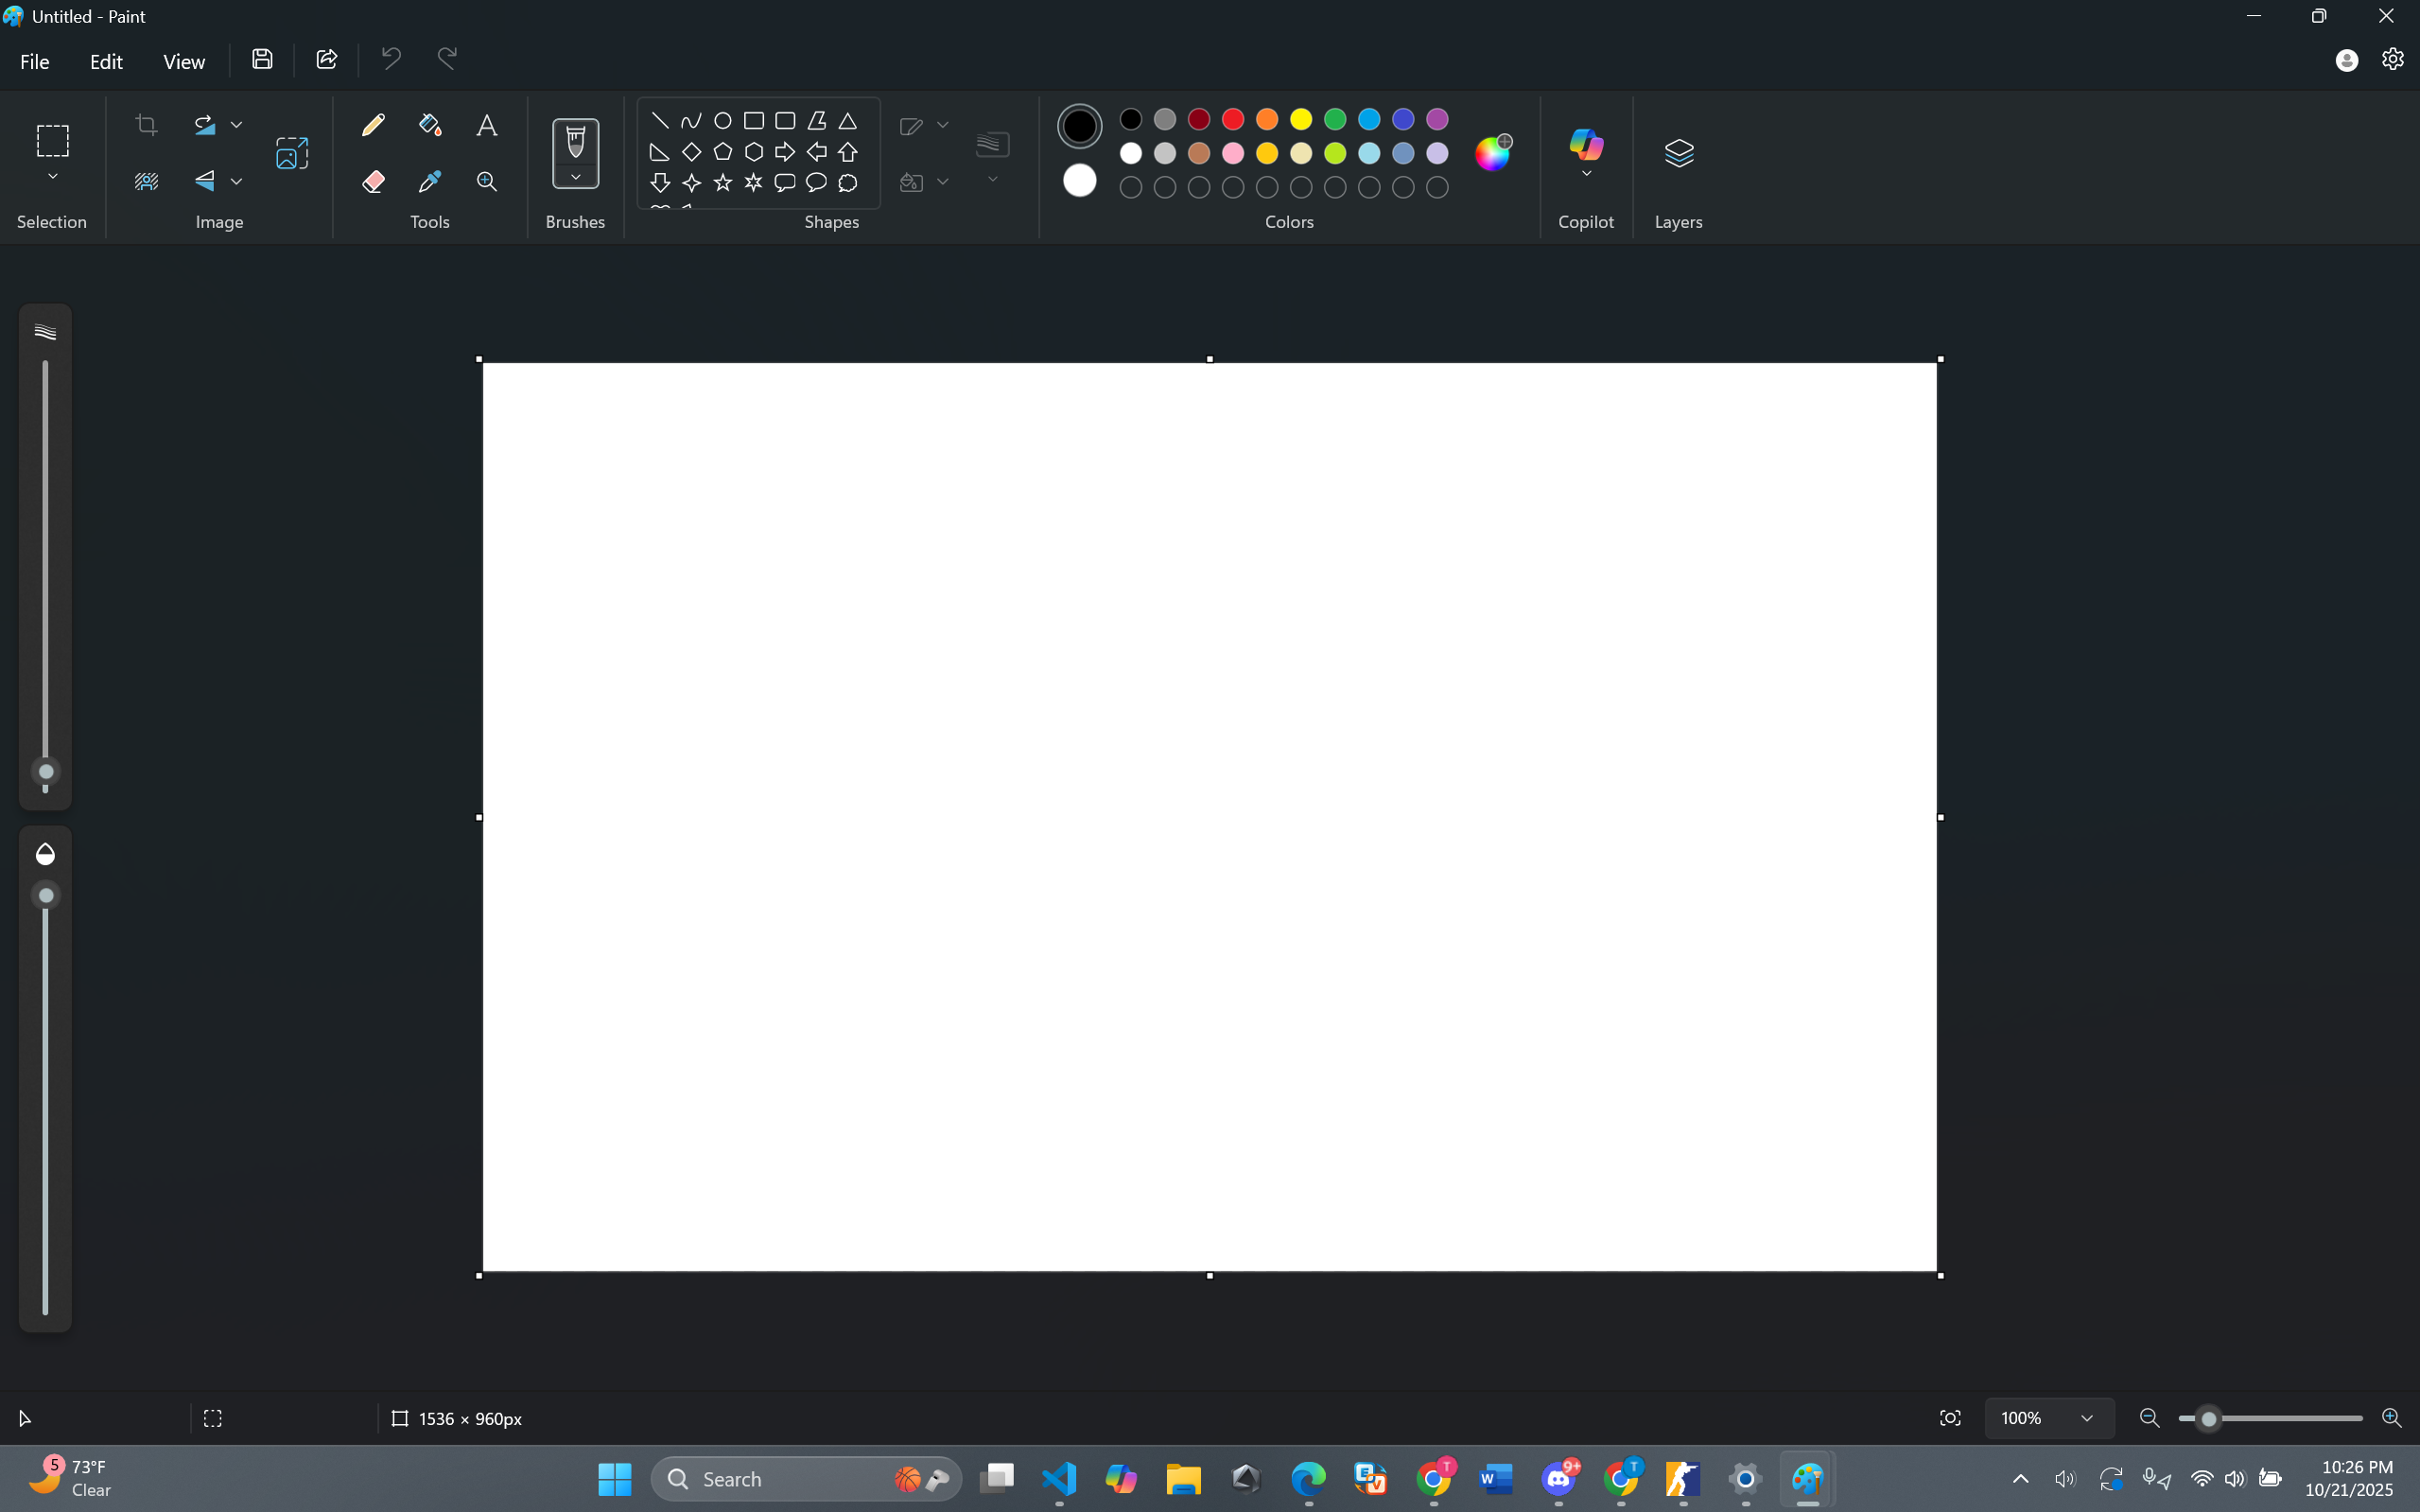 Untitled - Paint
File Edit View
Selection Image Tools Brushes Shapes Colors Copilot Layers
1536 × 960px 100%
5 73°F
Clear
Search
T
9+
T
10:26 PM
10/21/2025